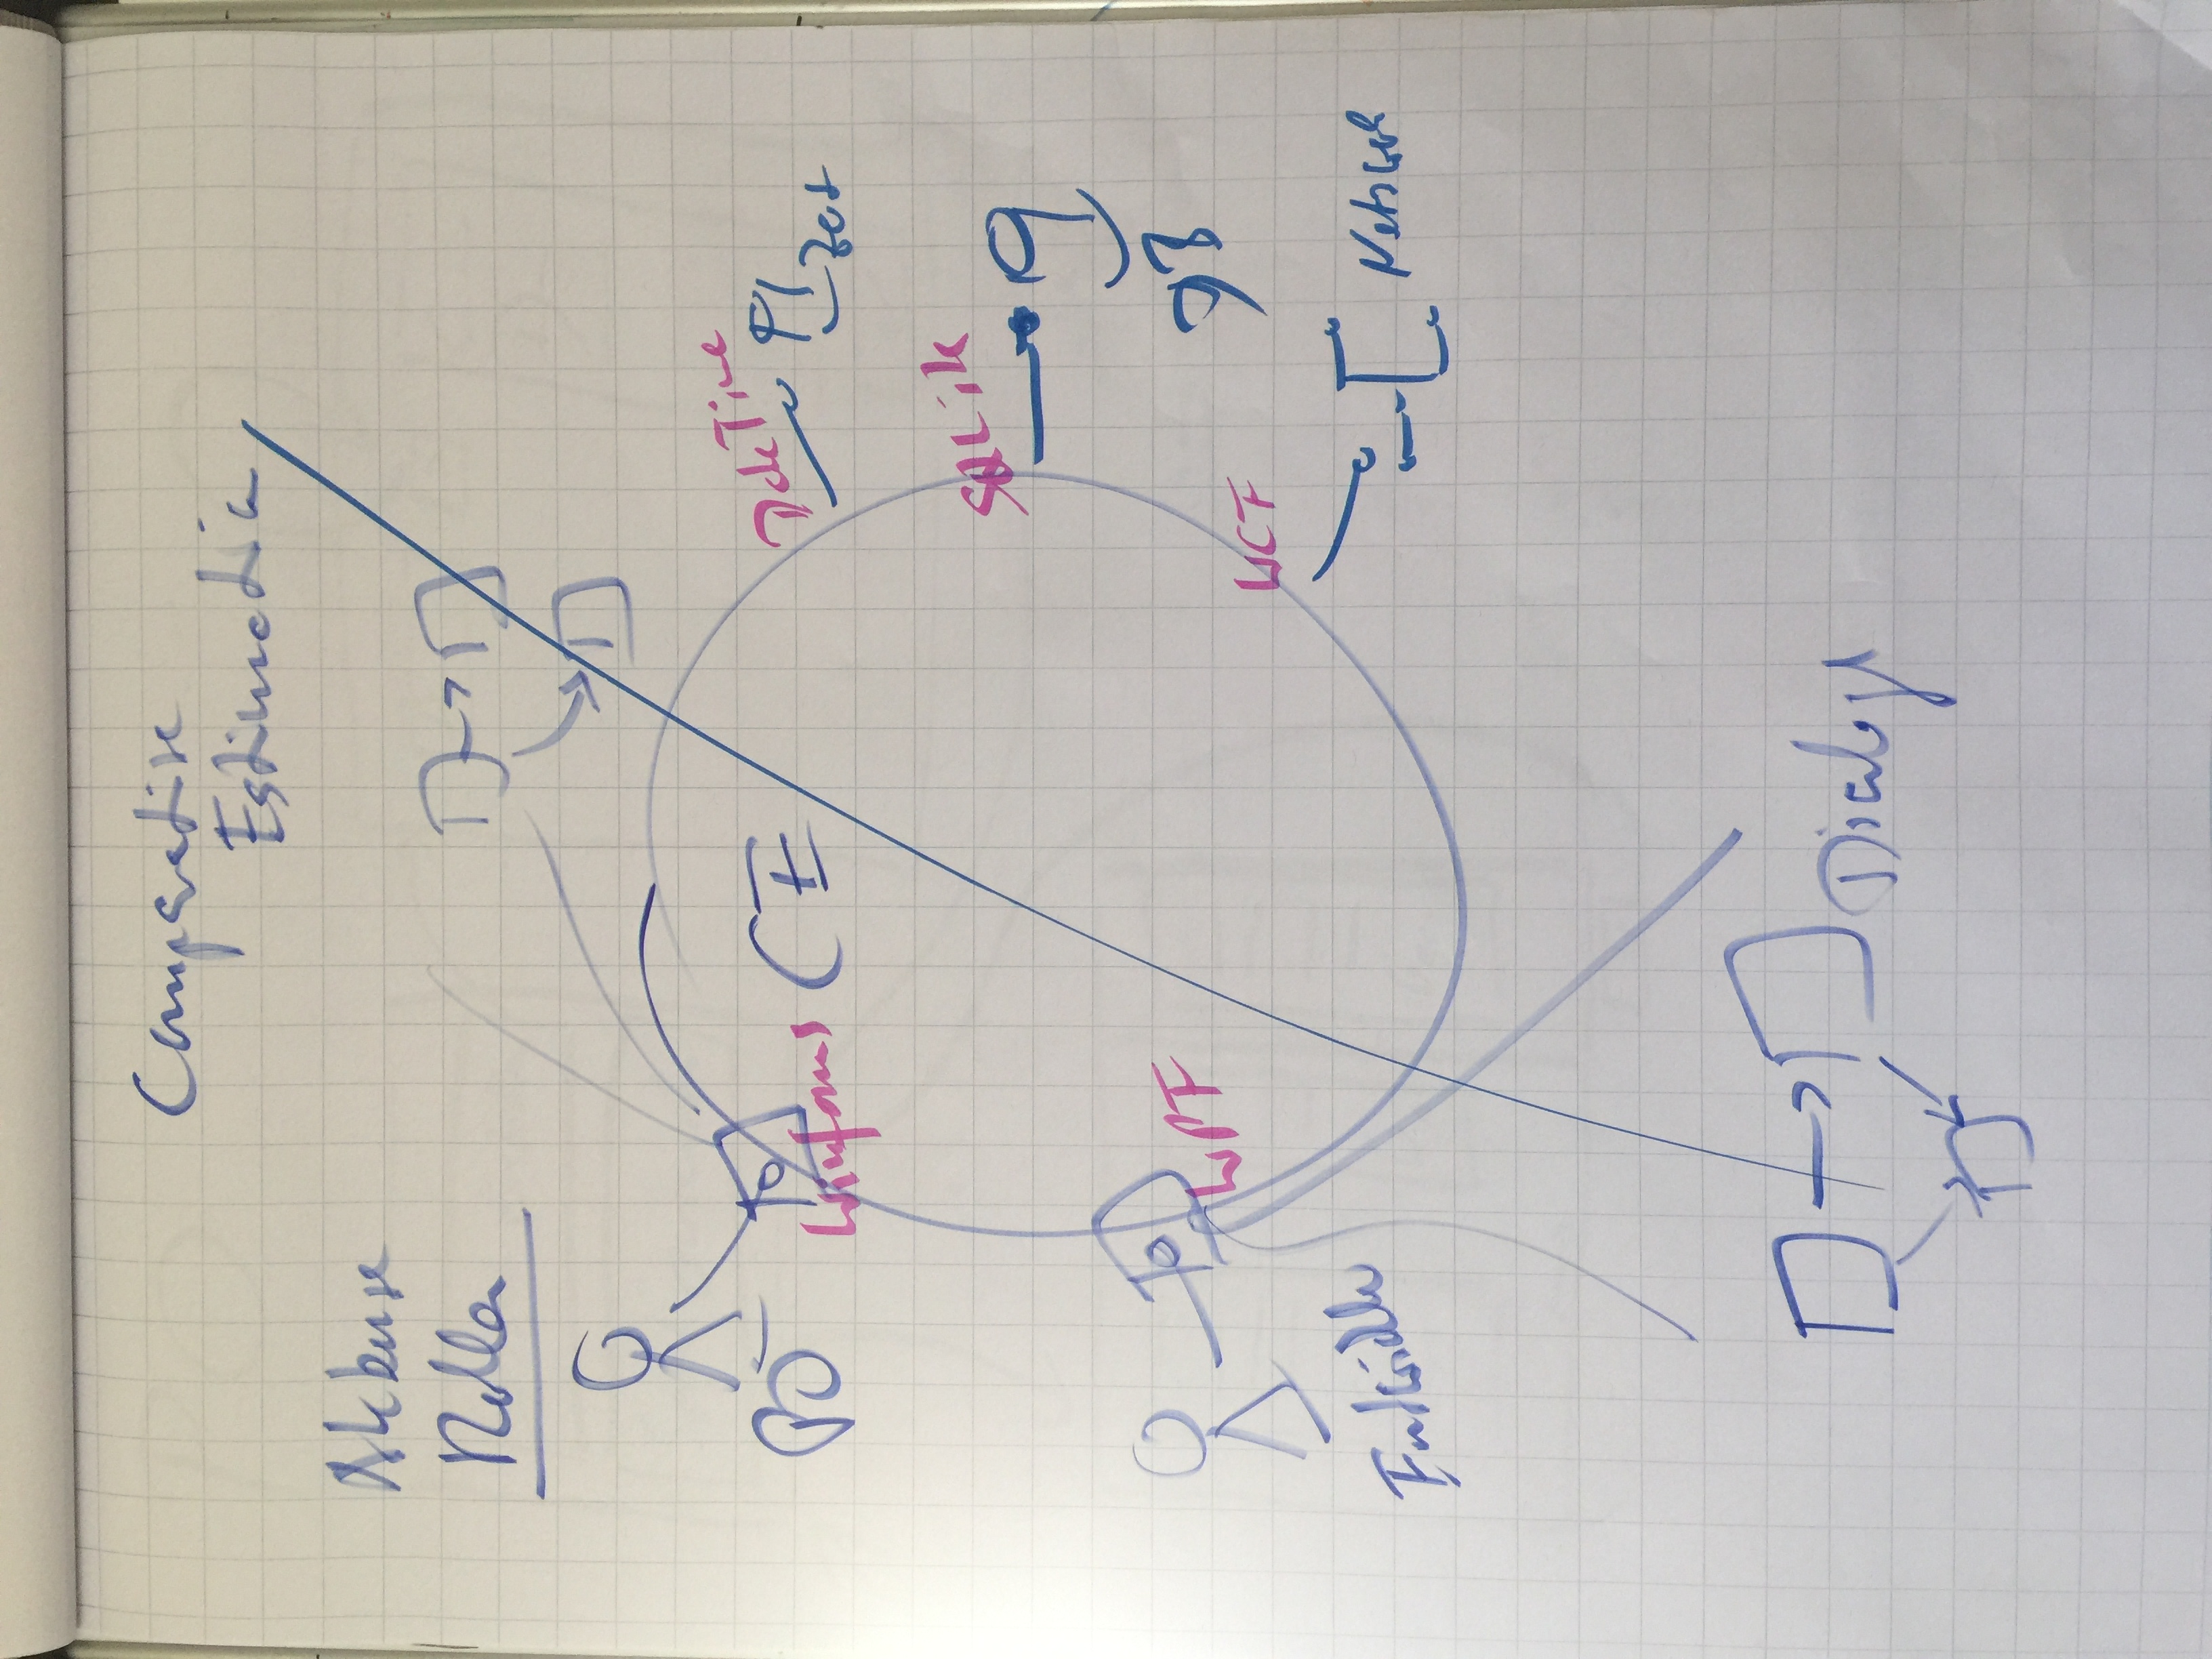 Comparative
Estimation
Akteure
Rollen
PO
Winforms
CE
DateTime
Zeit
SQLite
DB
WPF
WCF
Entwickler
Netzwerk
Dialoge